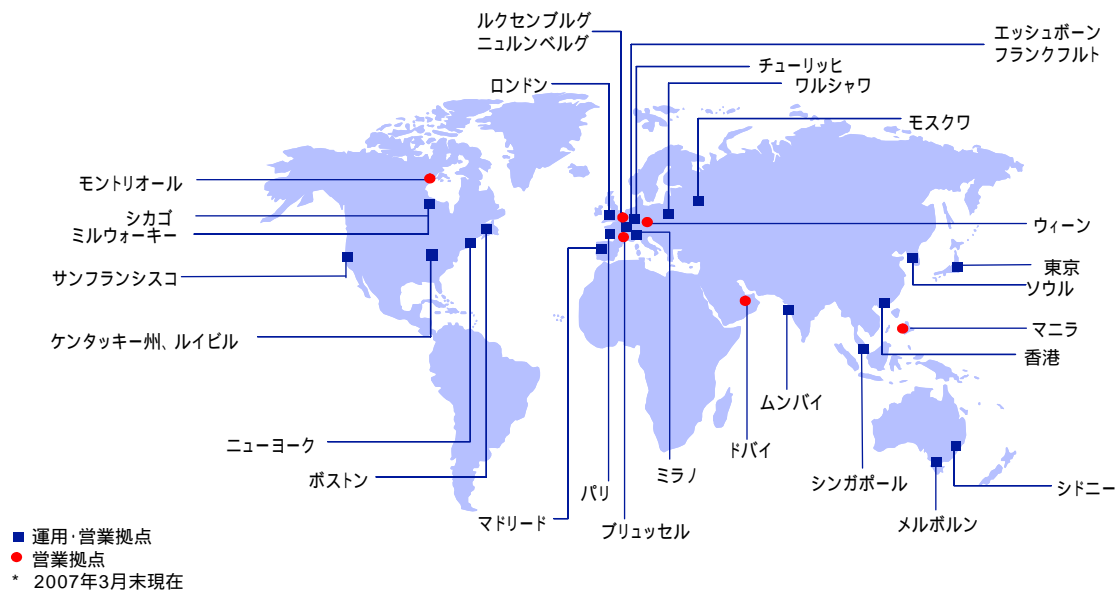 ルクセンブルグ
ニュルンベルグ
エッシュボーン
フランクフルト
チューリッヒ
ロンドン
ワルシャワ
モスクワ
モントリオール
シカゴ
ミルウォーキー
ウィーン
サンフランシスコ
東京
ソウル
マニラ
ケンタッキー州、ルイビル
香港
ムンバイ
ニューヨーク
ドバイ
ボストン
ミラノ
シンガポール
シドニー
パリ
マドリード
ブリュッセル
メルボルン
運用・営業拠点
営業拠点
* 2007年3月末現在